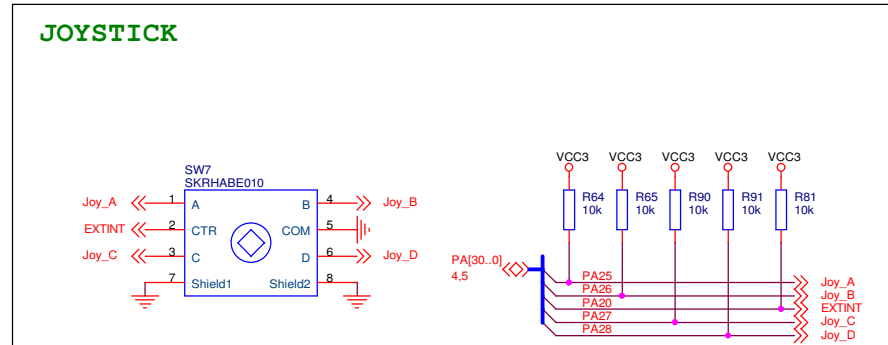 JOYSTICK
SW7
SKRHABE010
Joy_A 1 A B 4 Joy_B
EXTINT 2 CTR COM 5
Joy_C 3 C D 6 Joy_D
7 Shield1 Shield2 8
VCC3 VCC3 VCC3 VCC3 VCC3
R64 R65 R90 R91 R81
10k 10k 10k 10k 10k
PA[30..0]
4,5
PA25 Joy_A
PA26 Joy_B
PA20 EXTINT
PA27 Joy_C
PA28 Joy_D